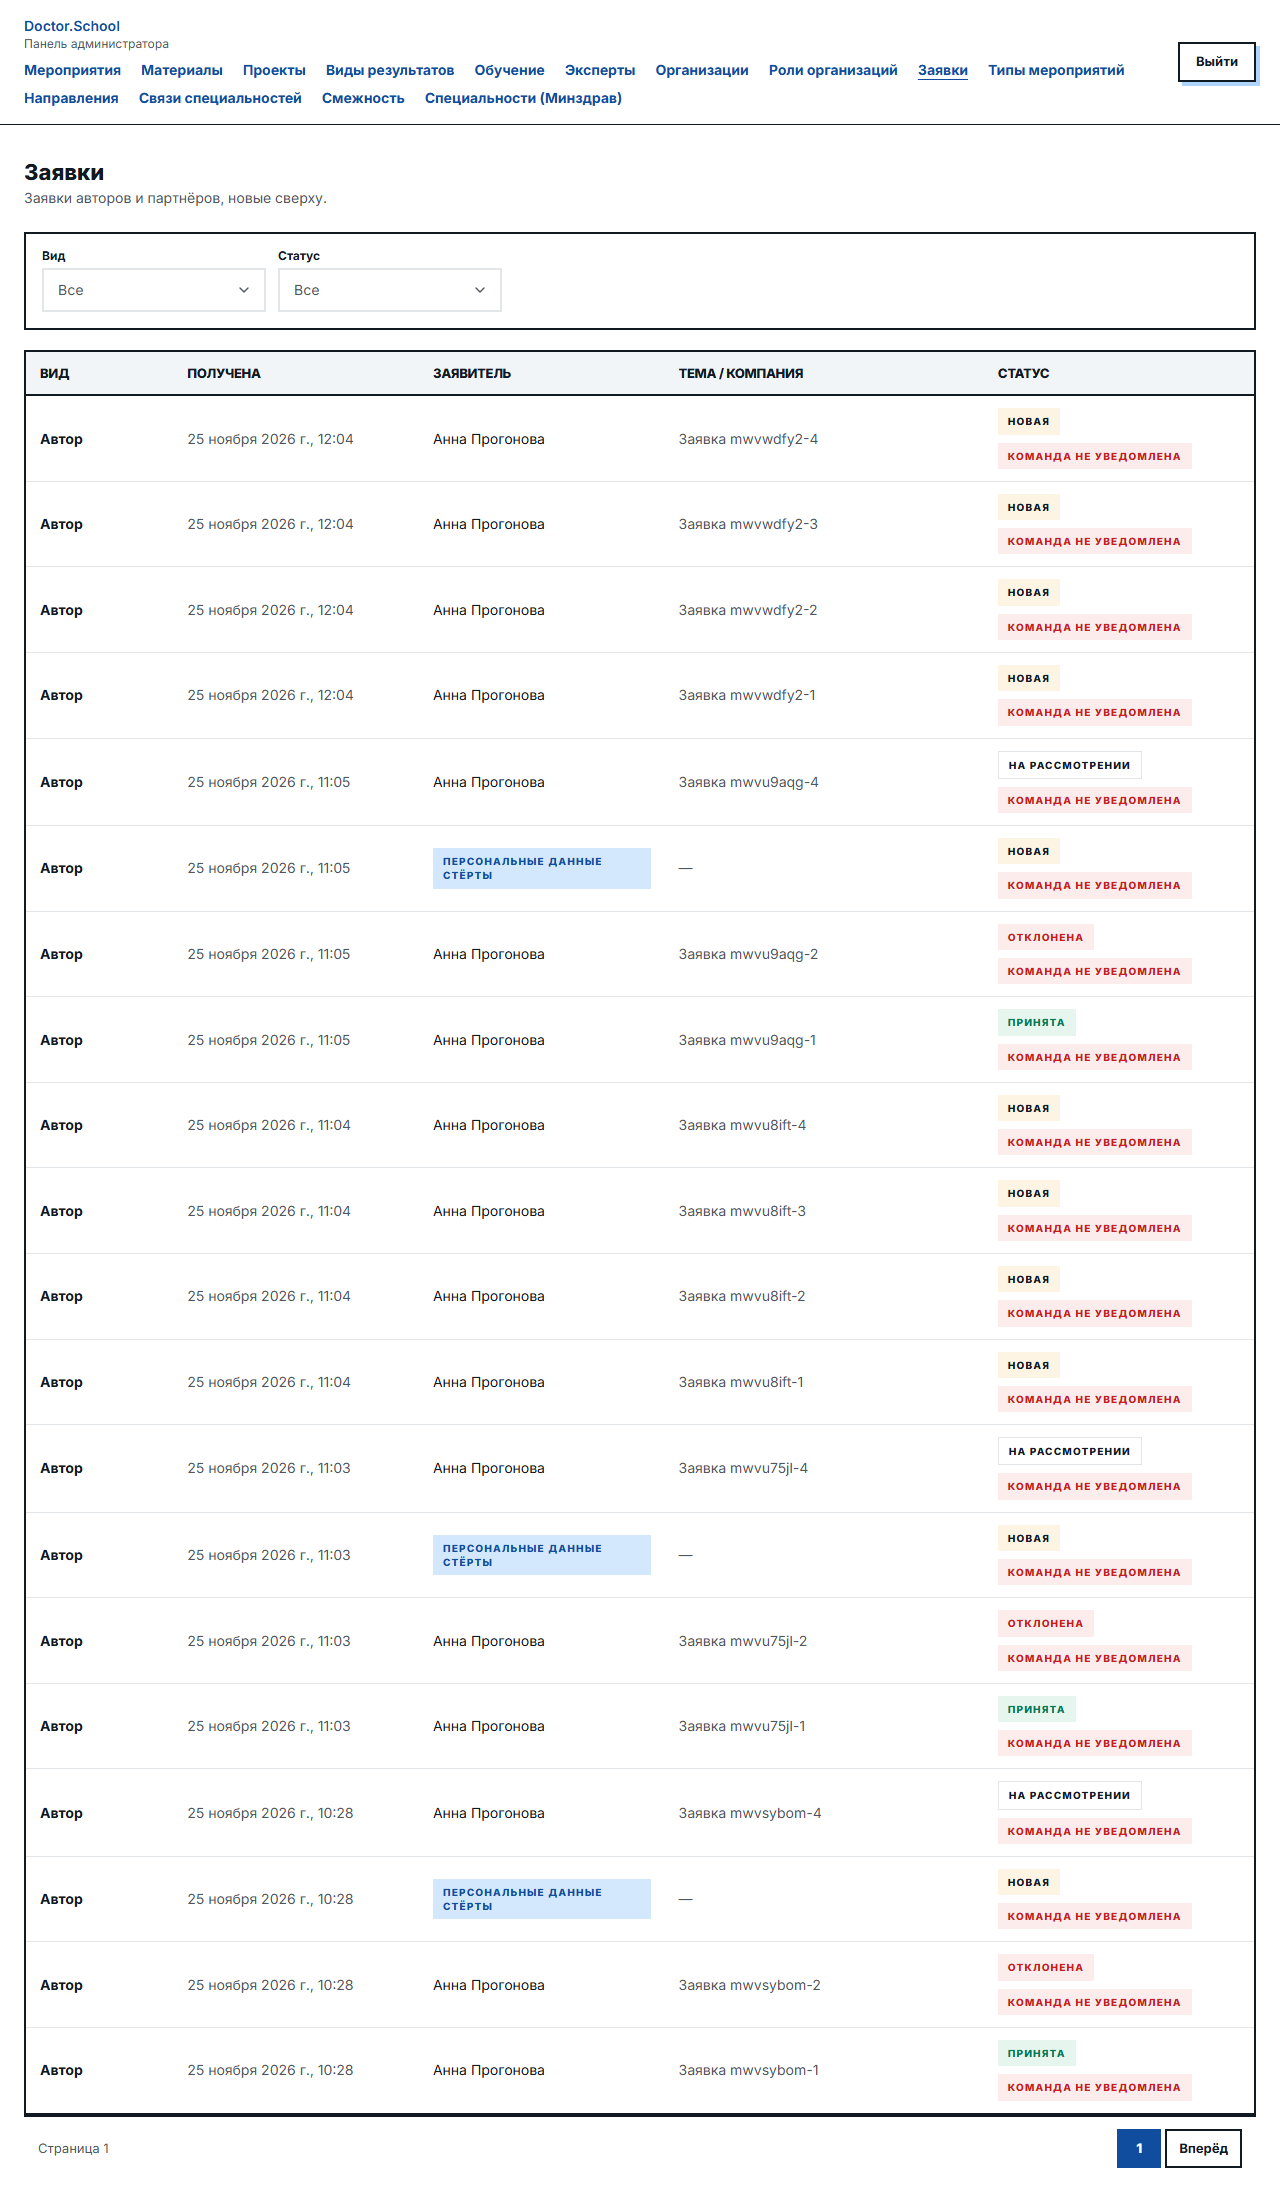 Doctor.School
Панель администратора
Мероприятия Материалы Проекты Виды результатов Обучение Эксперты Организации Роли организаций Заявки Типы мероприятий
Направления Связи специальностей Смежность Специальности (Минздрав)
Выйти
Заявки
Заявки авторов и партнёров, новые сверху.
Вид Статус
Все Все
ВИД ПОЛУЧЕНА ЗАЯВИТЕЛЬ ТЕМА / КОМПАНИЯ СТАТУС
Автор 25 ноября 2026 г., 12:04 Анна Прогонова Заявка mwvwdfy2-4 НОВАЯ
КОМАНДА НЕ УВЕДОМЛЕНА
Автор 25 ноября 2026 г., 12:04 Анна Прогонова Заявка mwvwdfy2-3 НОВАЯ
КОМАНДА НЕ УВЕДОМЛЕНА
Автор 25 ноября 2026 г., 12:04 Анна Прогонова Заявка mwvwdfy2-2 НОВАЯ
КОМАНДА НЕ УВЕДОМЛЕНА
Автор 25 ноября 2026 г., 12:04 Анна Прогонова Заявка mwvwdfy2-1 НОВАЯ
КОМАНДА НЕ УВЕДОМЛЕНА
Автор 25 ноября 2026 г., 11:05 Анна Прогонова Заявка mwvu9aqg-4 НА РАССМОТРЕНИИ
КОМАНДА НЕ УВЕДОМЛЕНА
Автор 25 ноября 2026 г., 11:05 ПЕРСОНАЛЬНЫЕ ДАННЫЕ
СТЁРТЫ
— НОВАЯ
КОМАНДА НЕ УВЕДОМЛЕНА
Автор 25 ноября 2026 г., 11:05 Анна Прогонова Заявка mwvu9aqg-2 ОТКЛОНЕНА
КОМАНДА НЕ УВЕДОМЛЕНА
Автор 25 ноября 2026 г., 11:05 Анна Прогонова Заявка mwvu9aqg-1 ПРИНЯТА
КОМАНДА НЕ УВЕДОМЛЕНА
Автор 25 ноября 2026 г., 11:04 Анна Прогонова Заявка mwvu8ift-4 НОВАЯ
КОМАНДА НЕ УВЕДОМЛЕНА
Автор 25 ноября 2026 г., 11:04 Анна Прогонова Заявка mwvu8ift-3 НОВАЯ
КОМАНДА НЕ УВЕДОМЛЕНА
Автор 25 ноября 2026 г., 11:04 Анна Прогонова Заявка mwvu8ift-2 НОВАЯ
КОМАНДА НЕ УВЕДОМЛЕНА
Автор 25 ноября 2026 г., 11:04 Анна Прогонова Заявка mwvu8ift-1 НОВАЯ
КОМАНДА НЕ УВЕДОМЛЕНА
Автор 25 ноября 2026 г., 11:03 Анна Прогонова Заявка mwvu75jl-4 НА РАССМОТРЕНИИ
КОМАНДА НЕ УВЕДОМЛЕНА
Автор 25 ноября 2026 г., 11:03 ПЕРСОНАЛЬНЫЕ ДАННЫЕ
СТЁРТЫ
— НОВАЯ
КОМАНДА НЕ УВЕДОМЛЕНА
Автор 25 ноября 2026 г., 11:03 Анна Прогонова Заявка mwvu75jl-2 ОТКЛОНЕНА
КОМАНДА НЕ УВЕДОМЛЕНА
Автор 25 ноября 2026 г., 11:03 Анна Прогонова Заявка mwvu75jl-1 ПРИНЯТА
КОМАНДА НЕ УВЕДОМЛЕНА
Автор 25 ноября 2026 г., 10:28 Анна Прогонова Заявка mwvsybom-4 НА РАССМОТРЕНИИ
КОМАНДА НЕ УВЕДОМЛЕНА
Автор 25 ноября 2026 г., 10:28 ПЕРСОНАЛЬНЫЕ ДАННЫЕ
СТЁРТЫ
— НОВАЯ
КОМАНДА НЕ УВЕДОМЛЕНА
Автор 25 ноября 2026 г., 10:28 Анна Прогонова Заявка mwvsybom-2 ОТКЛОНЕНА
КОМАНДА НЕ УВЕДОМЛЕНА
Автор 25 ноября 2026 г., 10:28 Анна Прогонова Заявка mwvsybom-1 ПРИНЯТА
КОМАНДА НЕ УВЕДОМЛЕНА
Страница 1 1 Вперёд